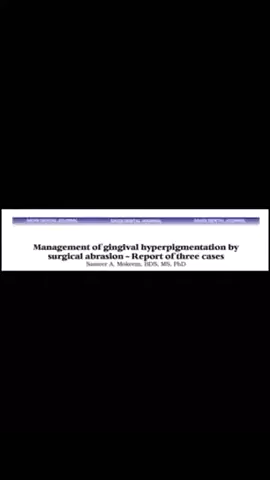 SAUDI DENTAL JOURNAL SAUDI DENTAL JOURNAL SAUDI DENTAL JOURNAL
Management of gingival hyperpigmentation by
surgical abrasion – Report of three cases
Sameer A. Mokeem, BDS, MS, PhD